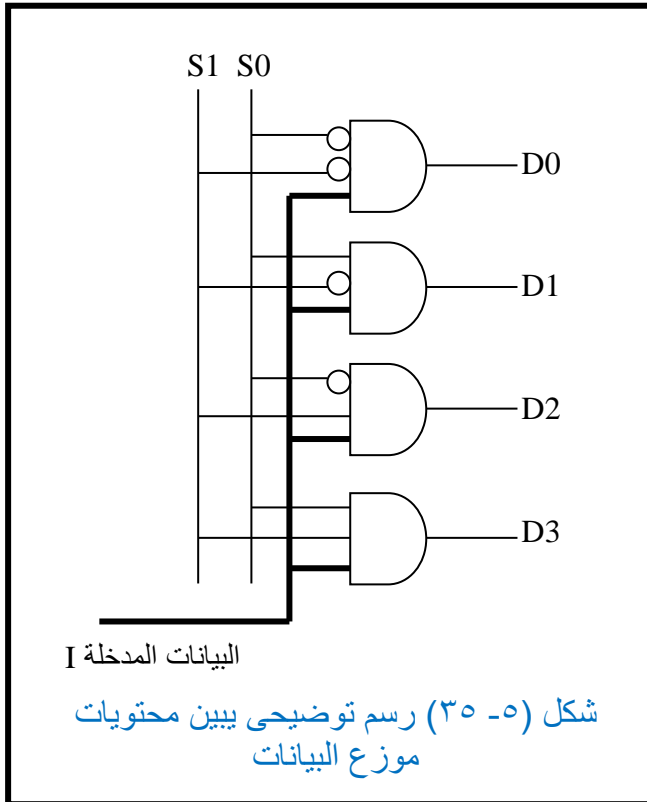 S1 S0
D0
D1
D2
D3
البيانات المدخلة I
شكل (٥- ٣٥) رسم توضيحى يبين محتويات
موزع البيانات